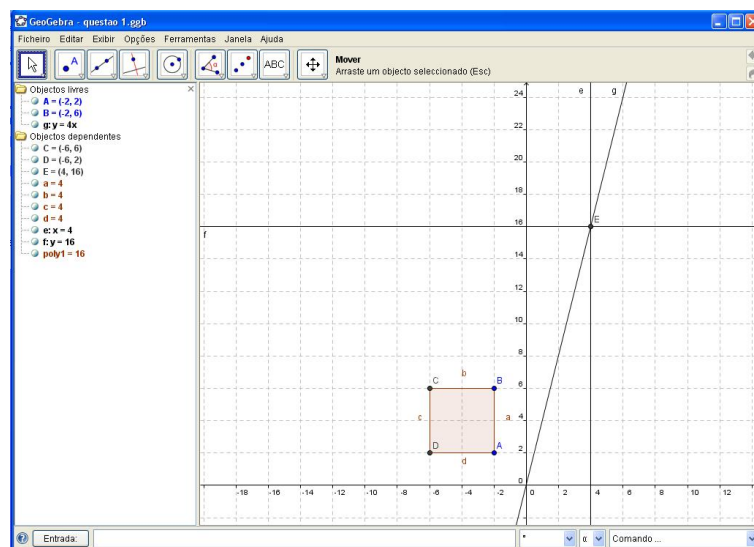 GeoGebra - questao 1.ggb
Ficheiro Editar Exibir Opções Ferramentas Janela Ajuda
A
α
ABC
Mover
Arraste um objecto seleccionado (Esc)
Objectos livres
A = (-2, 2)
B = (-2, 6)
g: y = 4x
Objectos dependentes
C = (-6, 6)
D = (-6, 2)
E = (4, 16)
a = 4
b = 4
c = 4
d = 4
e: x = 4
f: y = 16
poly1 = 16
24 e g
22
20
18
E
16
f
14
12
10
8
b
C B
6
c 4 a
D A
2
d
0
-18 -16 -14 -12 -10 -8 -6 -4 -2 0 2 4 6 8 10 12
Entrada: ° α Comando ...